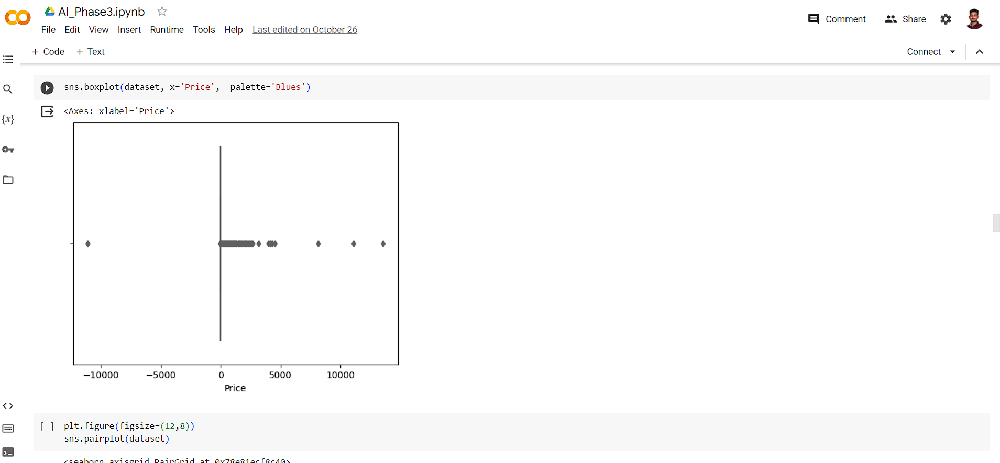 AI_Phase3.ipynb
File Edit View Insert Runtime Tools Help Last edited on October 26
Comment Share
+ Code + Text
Connect
{x}
sns.boxplot(dataset, x='Price',  palette='Blues')
<Axes: xlabel='Price'>
−10000 −5000 0 5000 10000
Price
[ ] plt.figure(figsize=(12,8))
sns.pairplot(dataset)
<seaborn.axisgrid.PairGrid at 0x78e81ecf8c40>